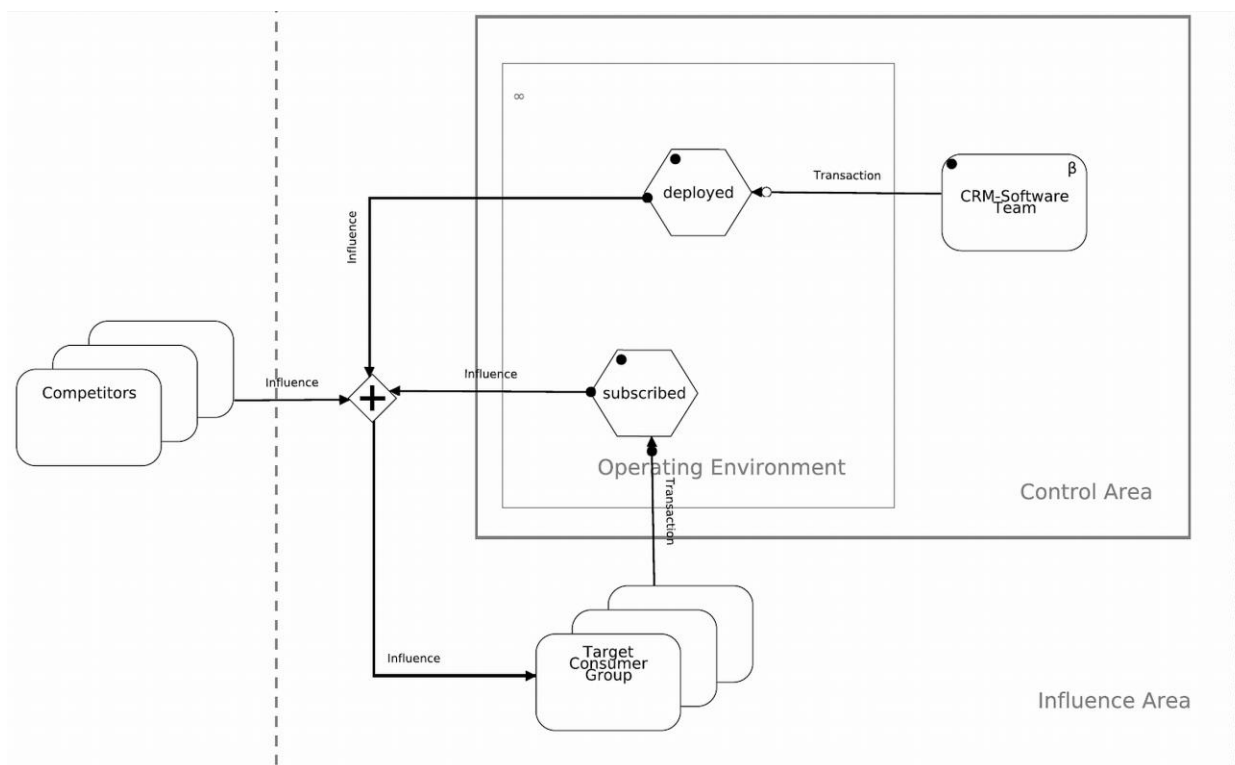 ∞
β
deployed
Transaction
CRM-Software
Team
Influence
Competitors
Influence
Influence
subscribed
Operating Environment
Control Area
Transaction
Influence
Target
Consumer
Group
Influence Area